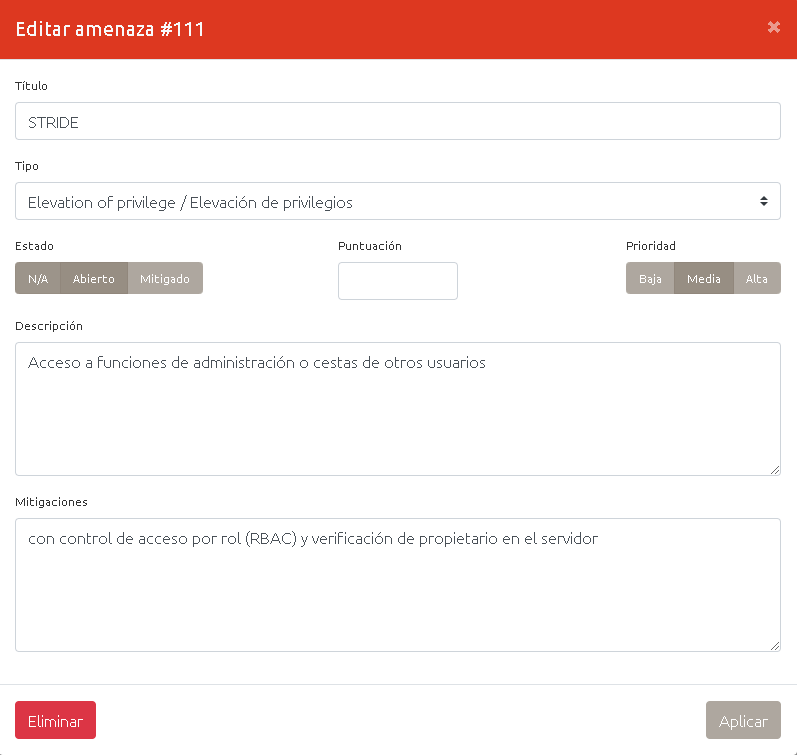 Editar amenaza #111
Título
STRIDE
Tipo
Elevation of privilege / Elevación de privilegios
Estado
Puntuación
Prioridad
N/A Abierto Mitigado
Baja Media Alta
Descripción
Acceso a funciones de administración o cestas de otros usuarios
Mitigaciones
con control de acceso por rol (RBAC) y verificación de propietario en el servidor
Eliminar
Aplicar